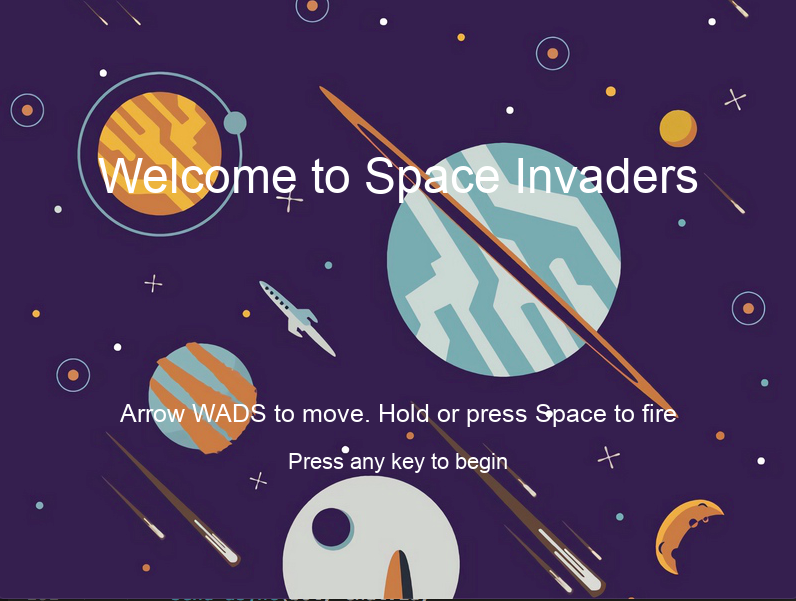 Welcome to Space Invaders
Arrow WADS to move. Hold or press Space to fire
Press any key to begin